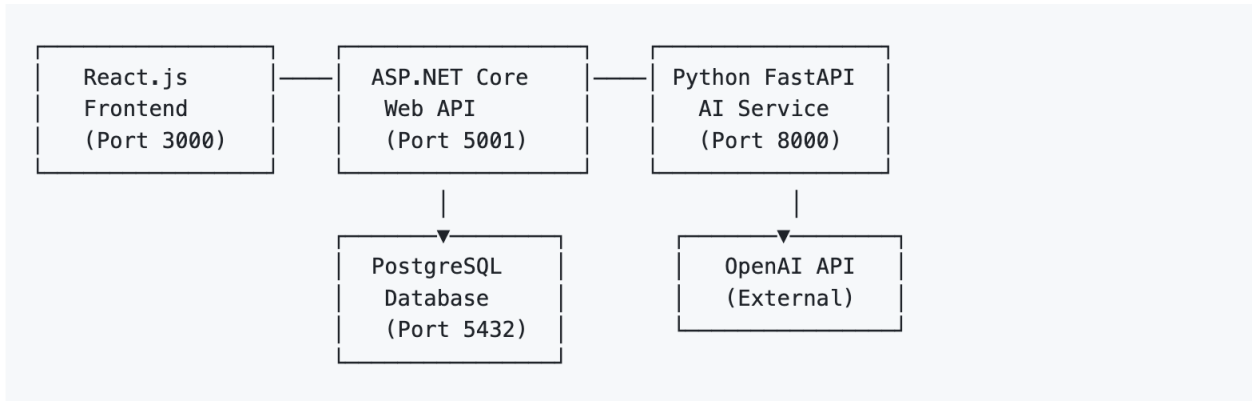 React.js
Frontend
(Port 3000)
ASP.NET Core
Web API
(Port 5001)
Python FastAPI
AI Service
(Port 8000)
PostgreSQL
Database
(Port 5432)
OpenAI API
(External)